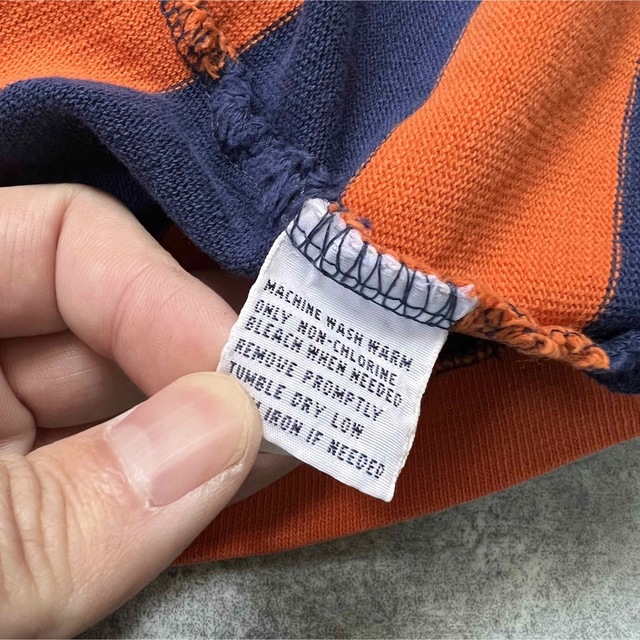 MACHINE WASH WARM
ONLY NON-CHLORINE
BLEACH WHEN NEEDED
REMOVE PROMPTLY
TUMBLE DRY LOW
IRON IF NEEDED